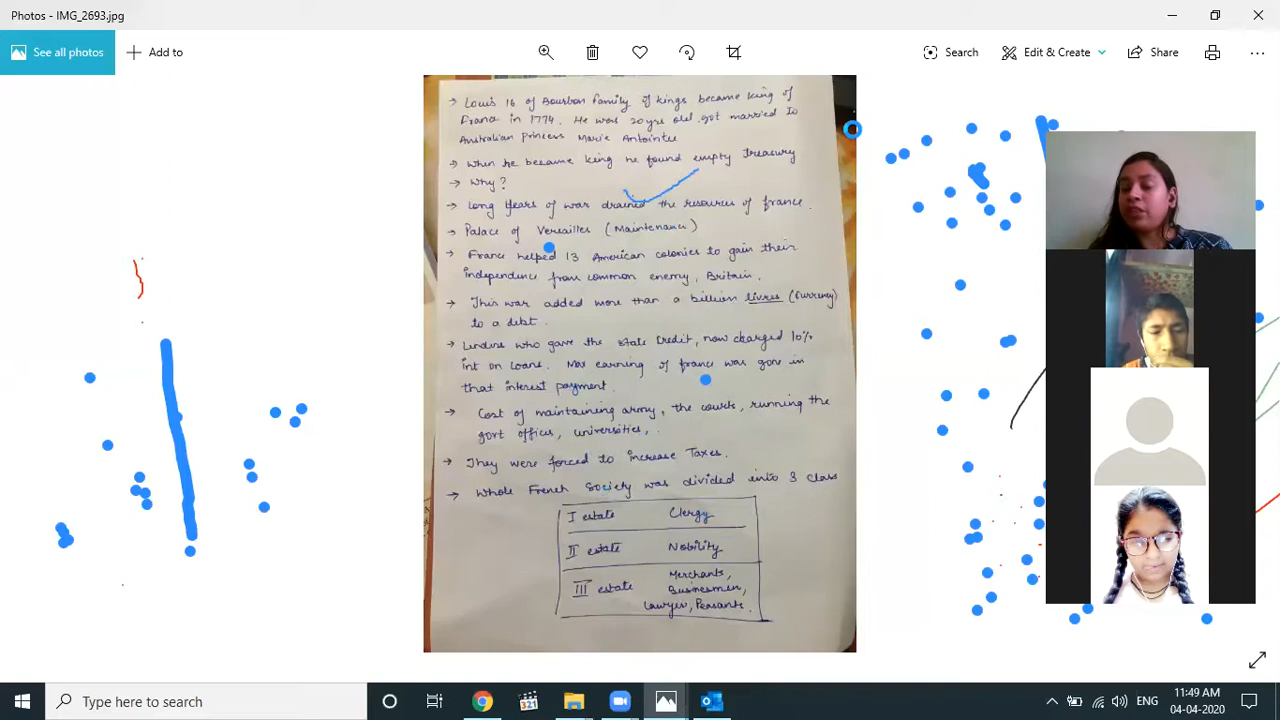 Photos - IMG_2693.jpg
See all photos
Add to
Search
Edit & Create
Share
→ Louis 16 of Bourbon family of kings became king of
France in 1774. He was 20 yrs old got married to
Australian princess Marie Antointee
→ When he became king he found empty Treasury
→ Why?
→ Long Years of war drained the resources of france.
→ Palace of Versailles (Maintenance)
→ France helped 13 American colonies to gain their
independence from common enemy, Britain.
→ This war added more than a billion livres (Currency)
to a debt.
→ Lenders who gave the state Credit, now charged 10%
int on loans. Max earning of france was gone in
that interest payment.
→ Cost of maintaining army, the courts, running the
govt offices, universities,.
→ They were forced to increase Taxes.
→ Whole French Society was divided into 3 class
I estate Clergy
II estate Nobility
III estate Merchants,
Businesmen,
Lawyer, Peasants.
Type here to search
321
ENG
11:49 AM
04-04-2020